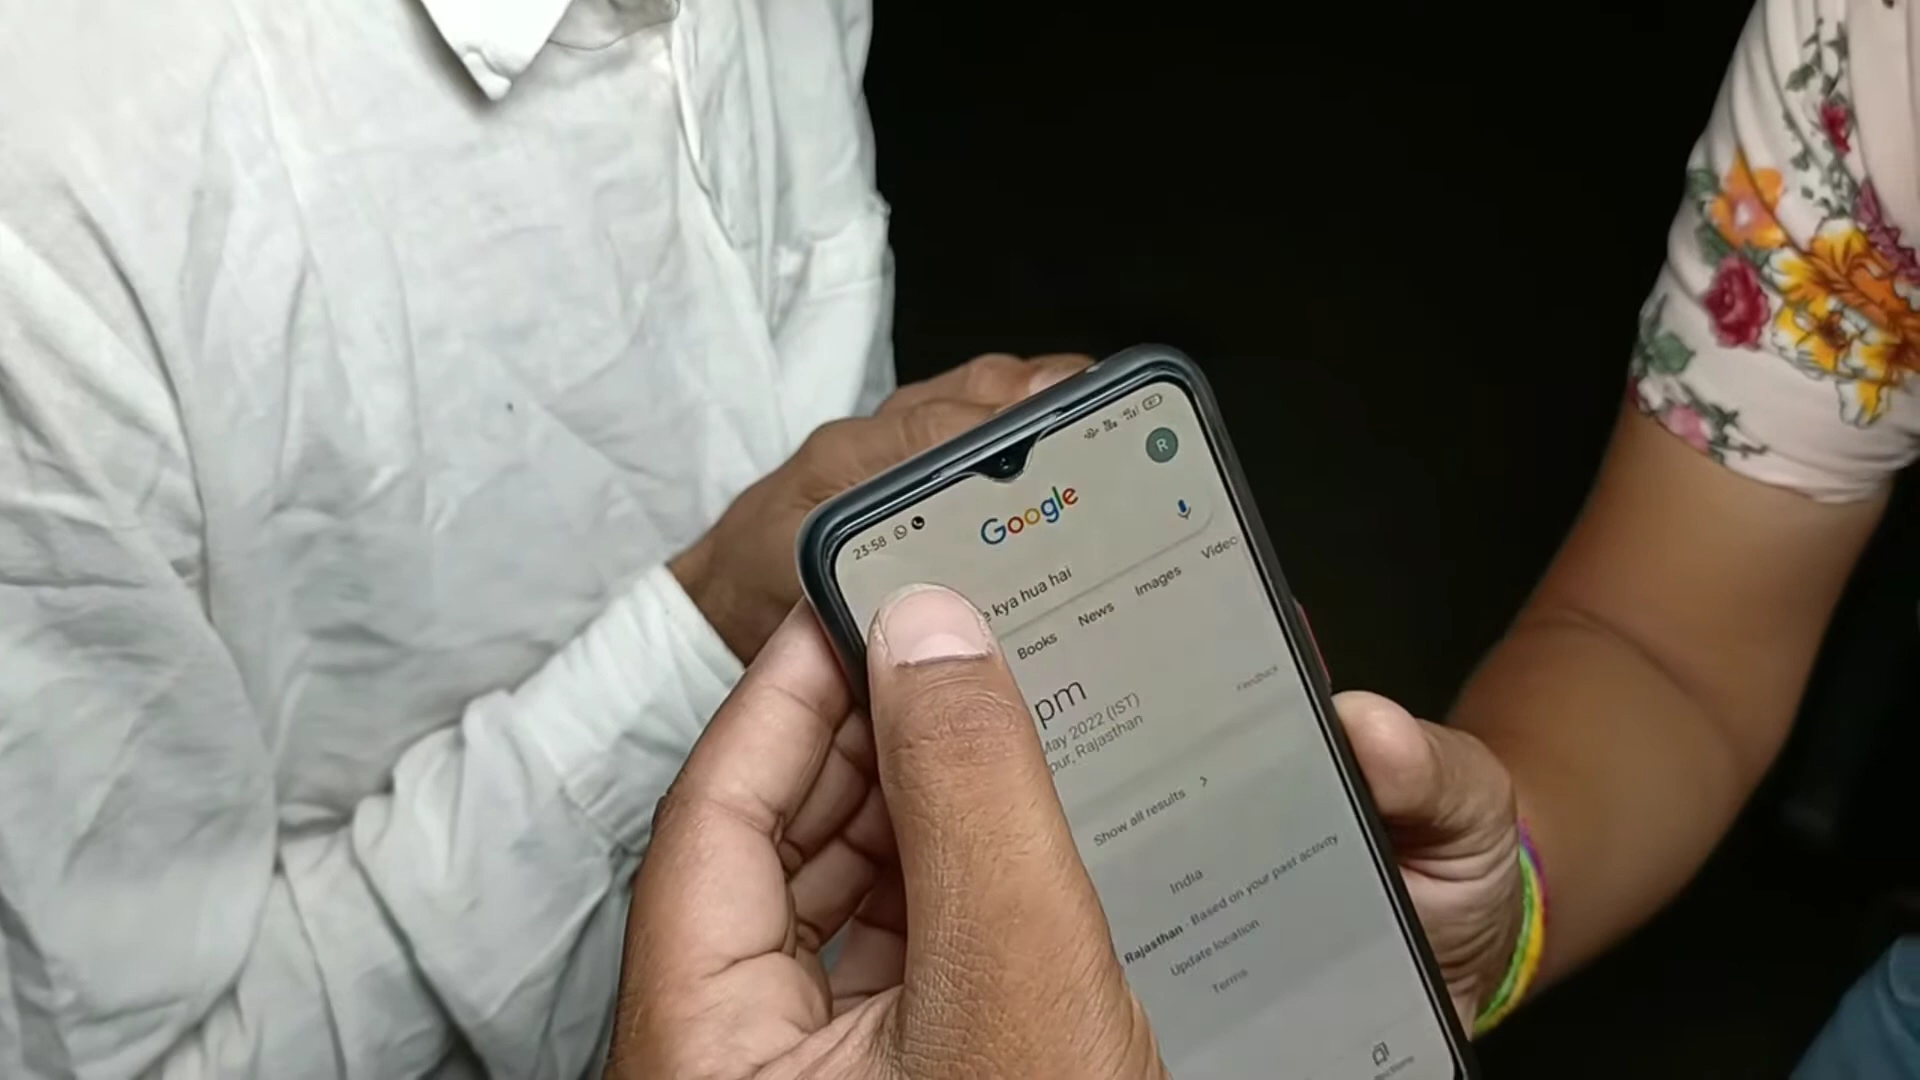 23:58
R
Google
kya hua hai
Books News Images Video
pm
May 2022 (IST)
Rajasthan
Feedback
Show all results
India
Rajasthan · Based on your past activity
Update location
Terms